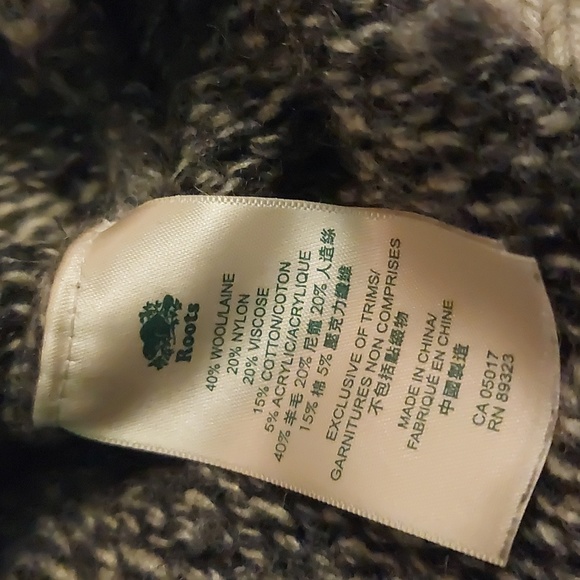 Roots
40% WOOL/LAINE
20% NYLON
20% VISCOSE
15% COTTON/COTON
5% ACRYLIC/ACRYLIQUE
40% 羊毛 20% 尼龍 20% 人造絲
15% 棉 5% 壓克力纖維
EXCLUSIVE OF TRIMS/
GARNITURES NON COMPRISES
不包括點綴物
MADE IN CHINA/
FABRIQUÉ EN CHINE
中國製造
CA 05017
RN 89323